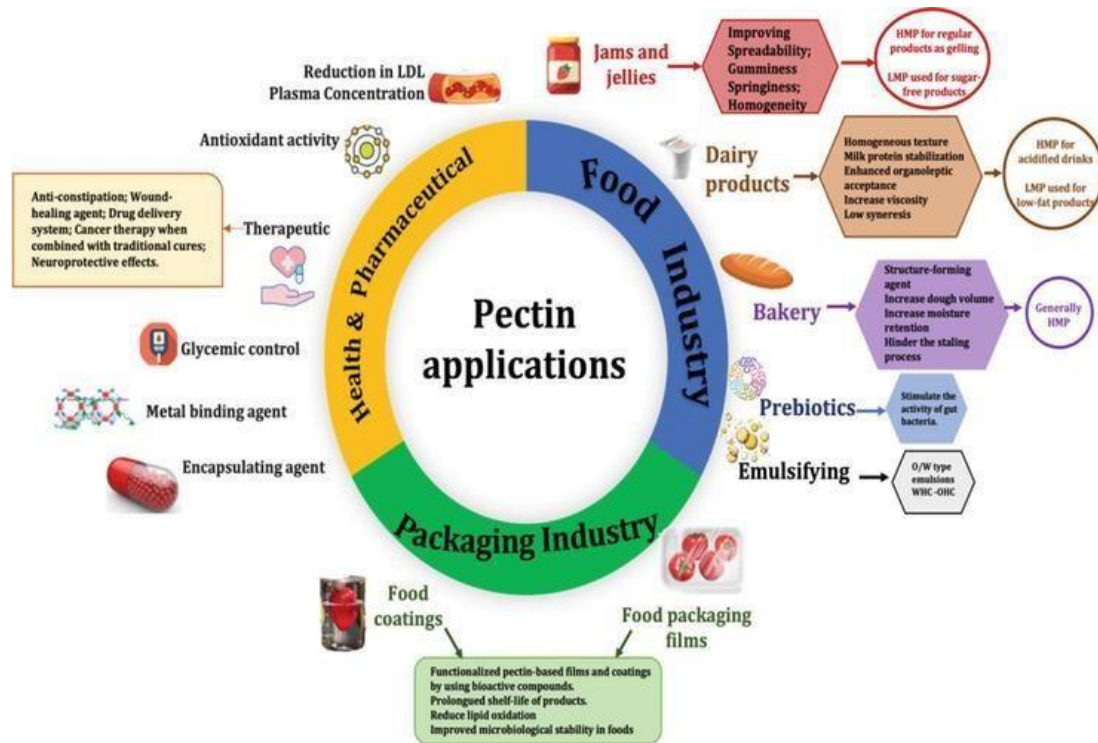 Pectin
applications
Food Industry
Jams and
jellies
Improving
Spreadability;
Gumminess
Springiness;
Homogeneity
HMP for regular
products as gelling
LMP used for sugar-
free products
Dairy
products
Homogeneous texture
Milk protein stabilization
Enhanced organoleptic
acceptance
Increase viscosity
Low syneresis
HMP for
acidified drinks
LMP used for
low-fat products
Bakery
Structure-forming
agent
Increase dough volume
Increase moisture
retention
Hinder the staling
process
Generally
HMP
Prebiotics
Stimulate the
activity of gut
bacteria.
Emulsifying
O/W type
emulsions
WHC -OHC
Packaging Industry
Food
coatings
Food packaging
films
Functionalized pectin-based films and coatings
by using bioactive compounds.
Prolongued shelf-life of products.
Reduce lipid oxidation
Improved microbiological stability in foods
Health & Pharmaceutical
Reduction in LDL
Plasma Concentration
Antioxidant activity
Therapeutic
Anti-constipation; Wound-
healing agent; Drug delivery
system; Cancer therapy when
combined with traditional cures;
Neuroprotective effects.
Glycemic control
Metal binding agent
Encapsulating agent